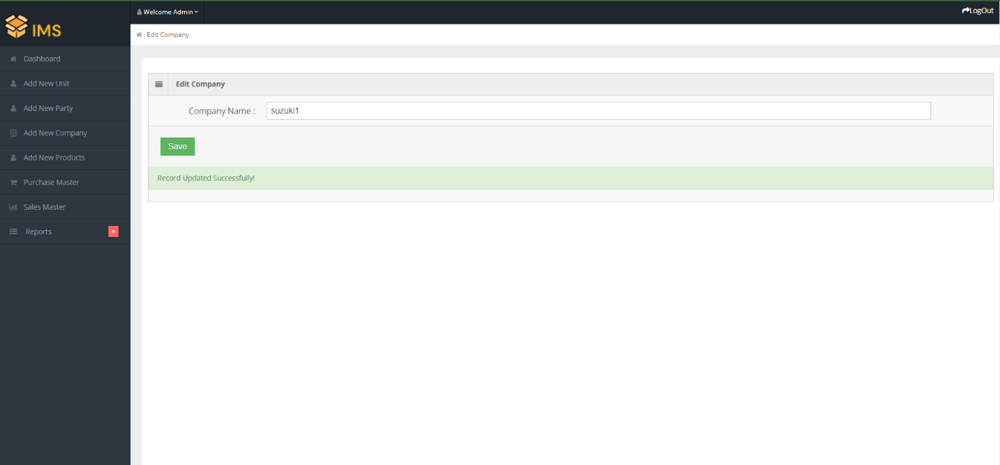 IMS
Welcome Admin
LogOut
Edit Company
Dashboard
Add New Unit
Add New Party
Add New Company
Add New Products
Purchase Master
Sales Master
Reports
Edit Company
Company Name :
suzuki1
Save
Record Updated Successfully!